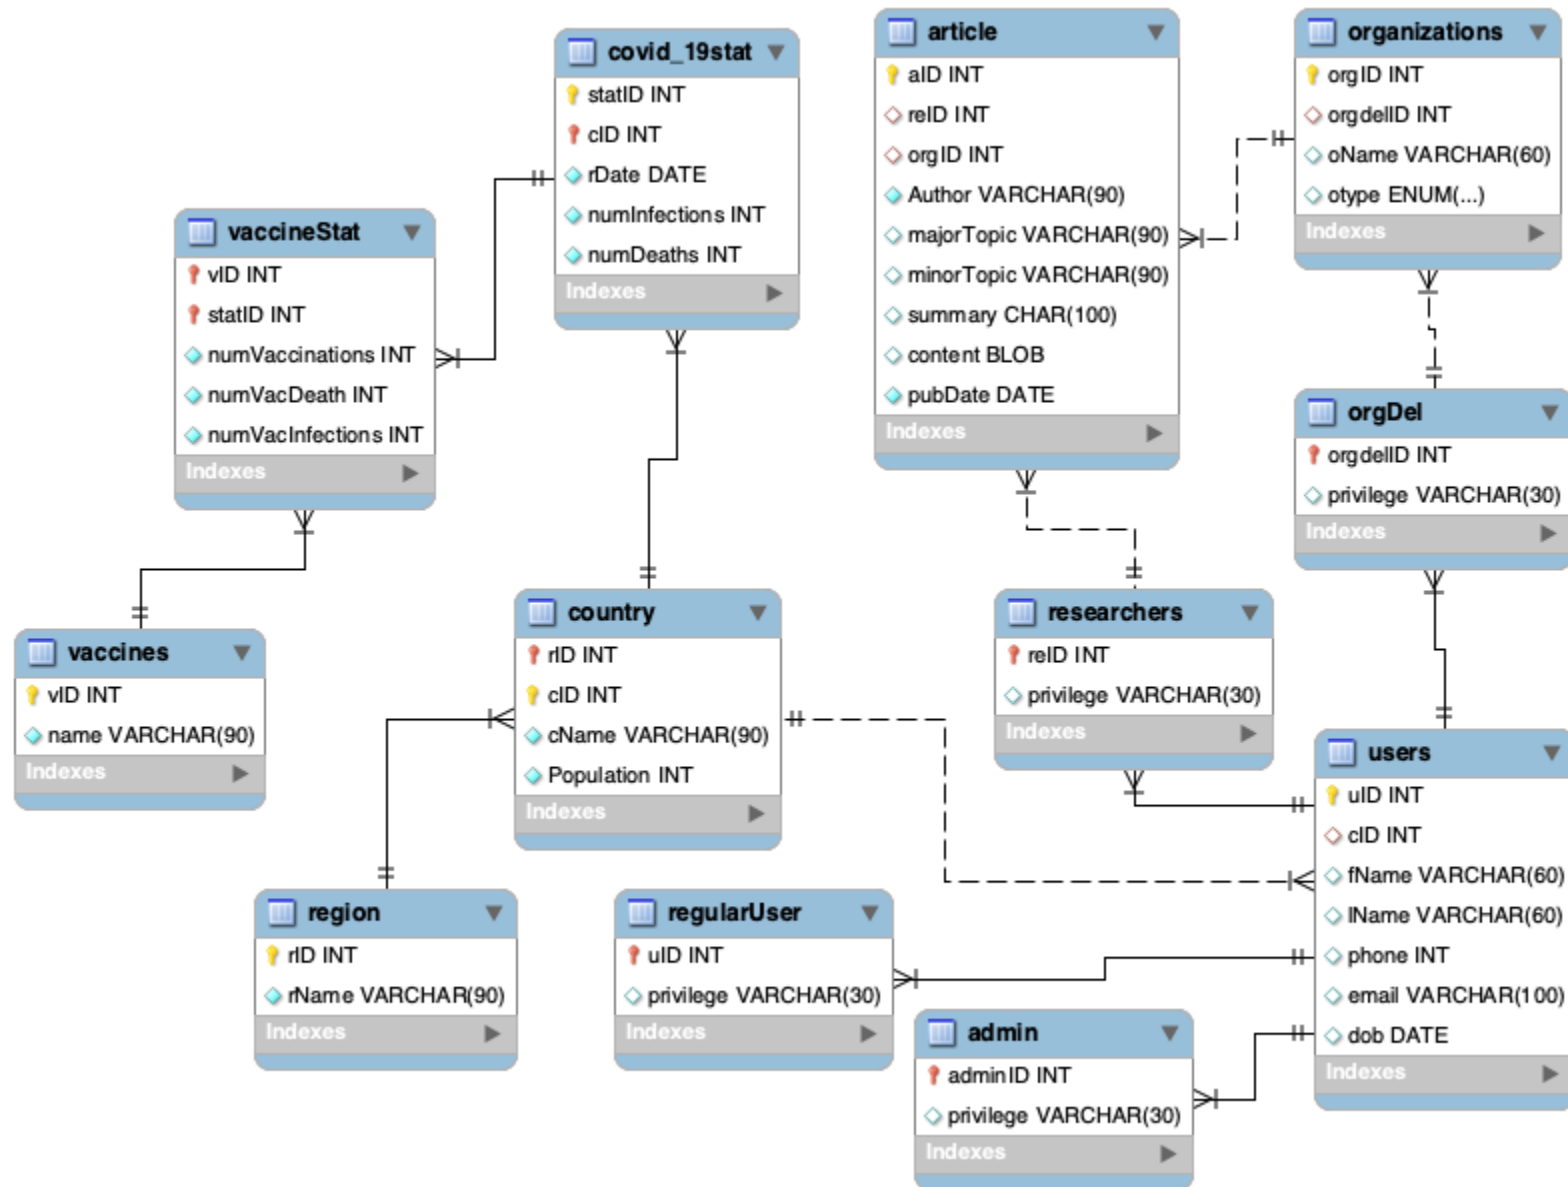 covid_19stat
statID INT
cID INT
rDate DATE
numInfections INT
numDeaths INT
Indexes
article
aID INT
reID INT
orgID INT
Author VARCHAR(90)
majorTopic VARCHAR(90)
minorTopic VARCHAR(90)
summary CHAR(100)
content BLOB
pubDate DATE
Indexes
organizations
orgID INT
orgdelID INT
oName VARCHAR(60)
otype ENUM(...)
Indexes
vaccineStat
vID INT
statID INT
numVaccinations INT
numVacDeath INT
numVacInfections INT
Indexes
orgDel
orgdelID INT
privilege VARCHAR(30)
Indexes
vaccines
vID INT
name VARCHAR(90)
Indexes
country
rID INT
cID INT
cName VARCHAR(90)
Population INT
Indexes
researchers
reID INT
privilege VARCHAR(30)
Indexes
users
uID INT
cID INT
fName VARCHAR(60)
lName VARCHAR(60)
phone INT
email VARCHAR(100)
dob DATE
Indexes
region
rID INT
rName VARCHAR(90)
Indexes
regularUser
uID INT
privilege VARCHAR(30)
Indexes
admin
adminID INT
privilege VARCHAR(30)
Indexes